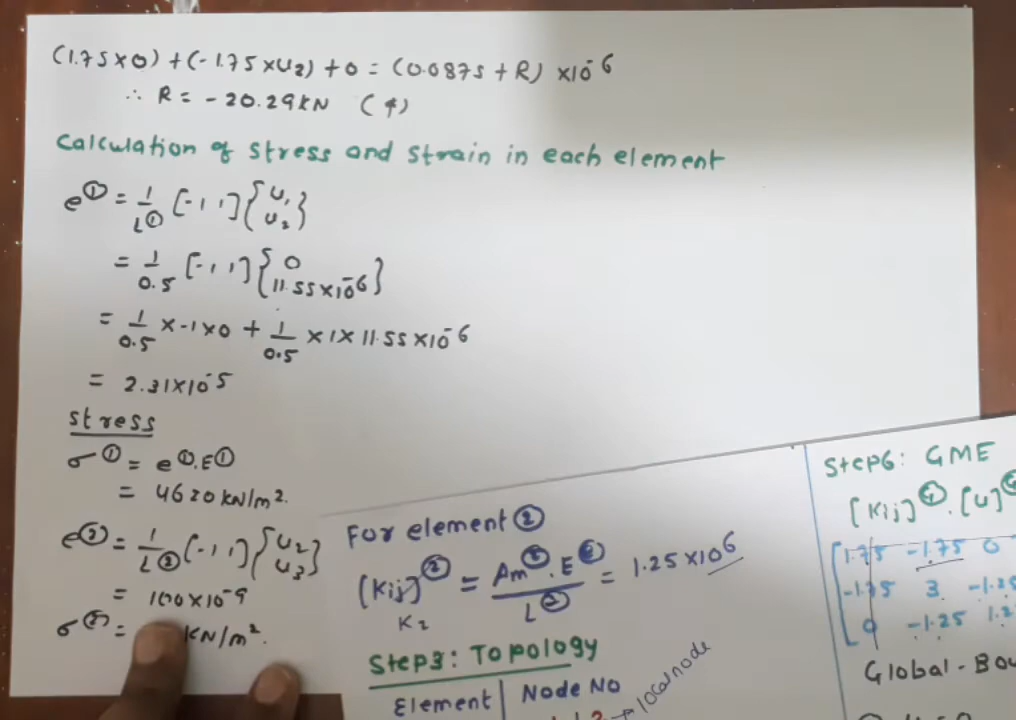 (1.75×0)+(-1.75×U₂)+0 = (0.0875+R) ×10⁻⁶
∴ R = -20.29KN (↑)
Calculation of stress and strain in each element
e① = 1/L① [-1 1] {U₁ U₂}
= 1/0.5 [-1 1] {0 11.55×10⁻⁶}
= 1/0.5 ×-1×0 + 1/0.5 ×1×11.55×10⁻⁶
= 2.31×10⁻⁵
Stress
σ① = e①.E①
= 4620 KN/m².
e② = 1/L② [-1 1] {U₂ U₃}
= 100×10⁻⁹
σ② = KN/m².
For element ②
[Kij]② = Am②.E②/L② = 1.25×10⁶
K₂
Step3: Topology
Element | Node No
→ local node
Step6: GME
[Kij]. [U]
[1.75 -1.75 0
-1.75 3 -1.25
0 -1.25
Global -